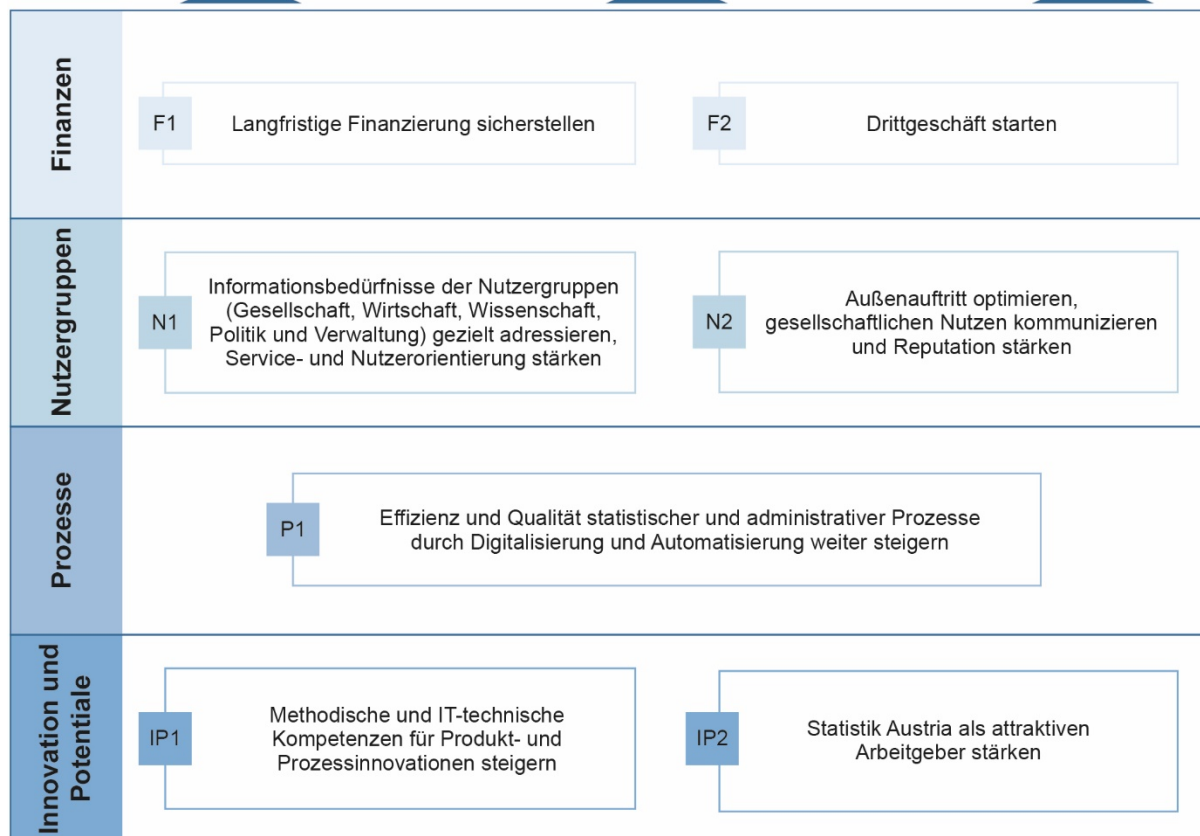 Finanzen
F1
Langfristige Finanzierung sicherstellen
F2
Drittgeschäft starten
Nutzergruppen
N1
Informationsbedürfnisse der Nutzergruppen
(Gesellschaft, Wirtschaft, Wissenschaft,
Politik und Verwaltung) gezielt adressieren,
Service- und Nutzerorientierung stärken
N2
Außenauftritt optimieren,
gesellschaftlichen Nutzen kommunizieren
und Reputation stärken
Prozesse
P1
Effizienz und Qualität statistischer und administrativer Prozesse
durch Digitalisierung und Automatisierung weiter steigern
Innovation und
Potentiale
IP1
Methodische und IT-technische
Kompetenzen für Produkt- und
Prozessinnovationen steigern
IP2
Statistik Austria als attraktiven
Arbeitgeber stärken